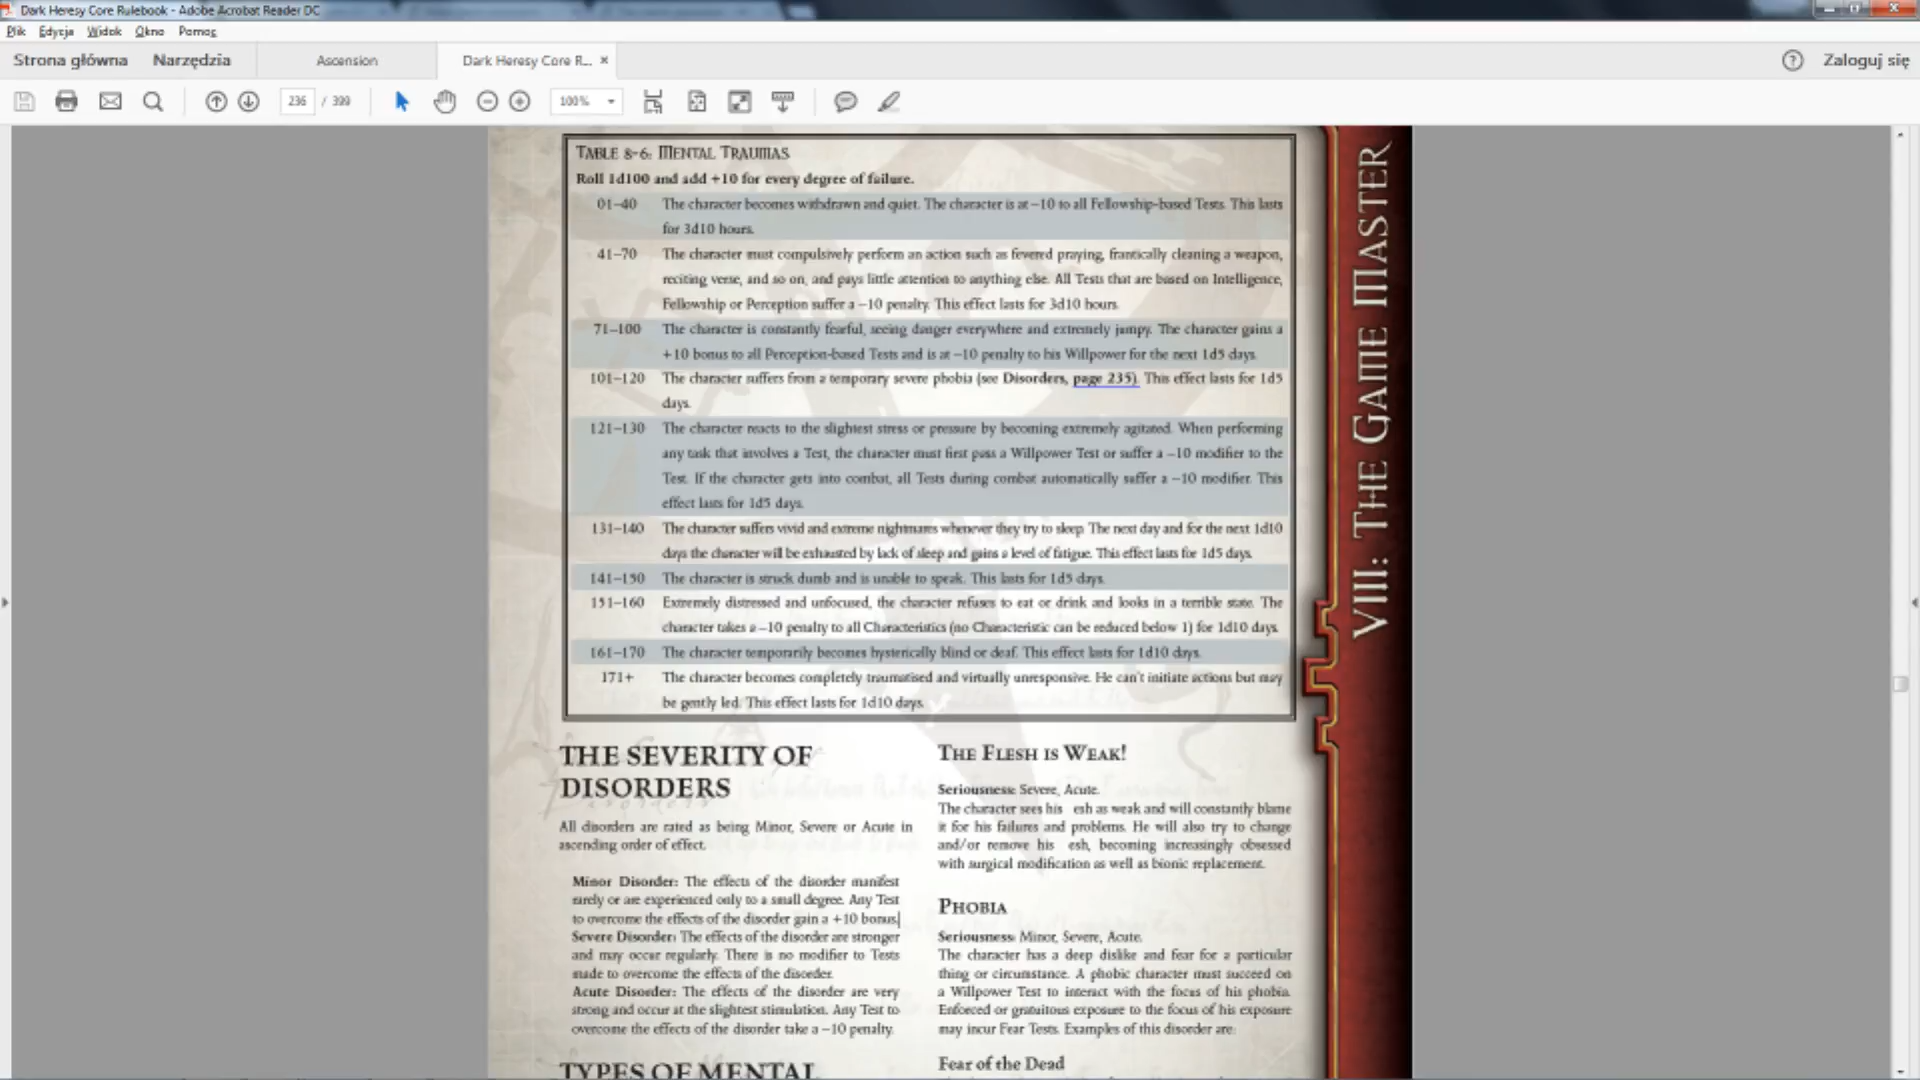 Dark Heresy Core Rulebook - Adobe Acrobat Reader DC
Plik Edycja Widok Okno Pomoc
Strona główna Narzędzia Ascension Dark Heresy Core R... × Zaloguj się
236 / 399 100%
TABLE 8-6: MENTAL TRAUMAS
Roll 1d100 and add +10 for every degree of failure.
01–40 The character becomes withdrawn and quiet. The character is at –10 to all Fellowship-based Tests. This lasts
for 3d10 hours.
41–70 The character must compulsively perform an action such as fevered praying, frantically cleaning a weapon,
reciting verse, and so on, and pays little attention to anything else. All Tests that are based on Intelligence,
Fellowship or Perception suffer a –10 penalty. This effect lasts for 3d10 hours.
71–100 The character is constantly fearful, seeing danger everywhere and extremely jumpy. The character gains a
+10 bonus to all Perception-based Tests and is at –10 penalty to his Willpower for the next 1d5 days.
101–120 The character suffers from a temporary severe phobia (see Disorders, page 235). This effect lasts for 1d5
days.
121–130 The character reacts to the slightest stress or pressure by becoming extremely agitated. When performing
any task that involves a Test, the character must first pass a Willpower Test or suffer a –10 modifier to the
Test. If the character gets into combat, all Tests during combat automatically suffer a –10 modifier. This
effect lasts for 1d5 days.
131–140 The character suffers vivid and extreme nightmares whenever they try to sleep. The next day and for the next 1d10
days the character will be exhausted by lack of sleep and gains a level of fatigue. This effect lasts for 1d5 days.
141–150 The character is struck dumb and is unable to speak. This lasts for 1d5 days.
151–160 Extremely distressed and unfocused, the character refuses to eat or drink and looks in a terrible state. The
character takes a –10 penalty to all Characteristics (no Characteristic can be reduced below 1) for 1d10 days.
161–170 The character temporarily becomes hysterically blind or deaf. This effect lasts for 1d10 days.
171+ The character becomes completely traumatised and virtually unresponsive. He can't initiate actions but may
be gently led. This effect lasts for 1d10 days.
VIII: THE GAME MASTER
THE SEVERITY OF
DISORDERS
All disorders are rated as being Minor, Severe or Acute in
ascending order of effect.
Minor Disorder: The effects of the disorder manifest
rarely or are experienced only to a small degree. Any Test
to overcome the effects of the disorder gain a +10 bonus.
Severe Disorder: The effects of the disorder are stronger
and may occur regularly. There is no modifier to Tests
made to overcome the effects of the disorder.
Acute Disorder: The effects of the disorder are very
strong and occur at the slightest stimulation. Any Test to
overcome the effects of the disorder take a –10 penalty.
TYPES OF MENTAL
THE FLESH IS WEAK!
Seriousness: Severe, Acute.
The character sees his esh as weak and will constantly blame
it for his failures and problems. He will also try to change
and/or remove his esh, becoming increasingly obsessed
with surgical modification as well as bionic replacement.
PHOBIA
Seriousness: Minor, Severe, Acute.
The character has a deep dislike and fear for a particular
thing or circumstance. A phobic character must succeed on
a Willpower Test to interact with the focus of his phobia.
Enforced or gratuitous exposure to the focus of his exposure
may incur Fear Tests. Examples of this disorder are:
Fear of the Dead